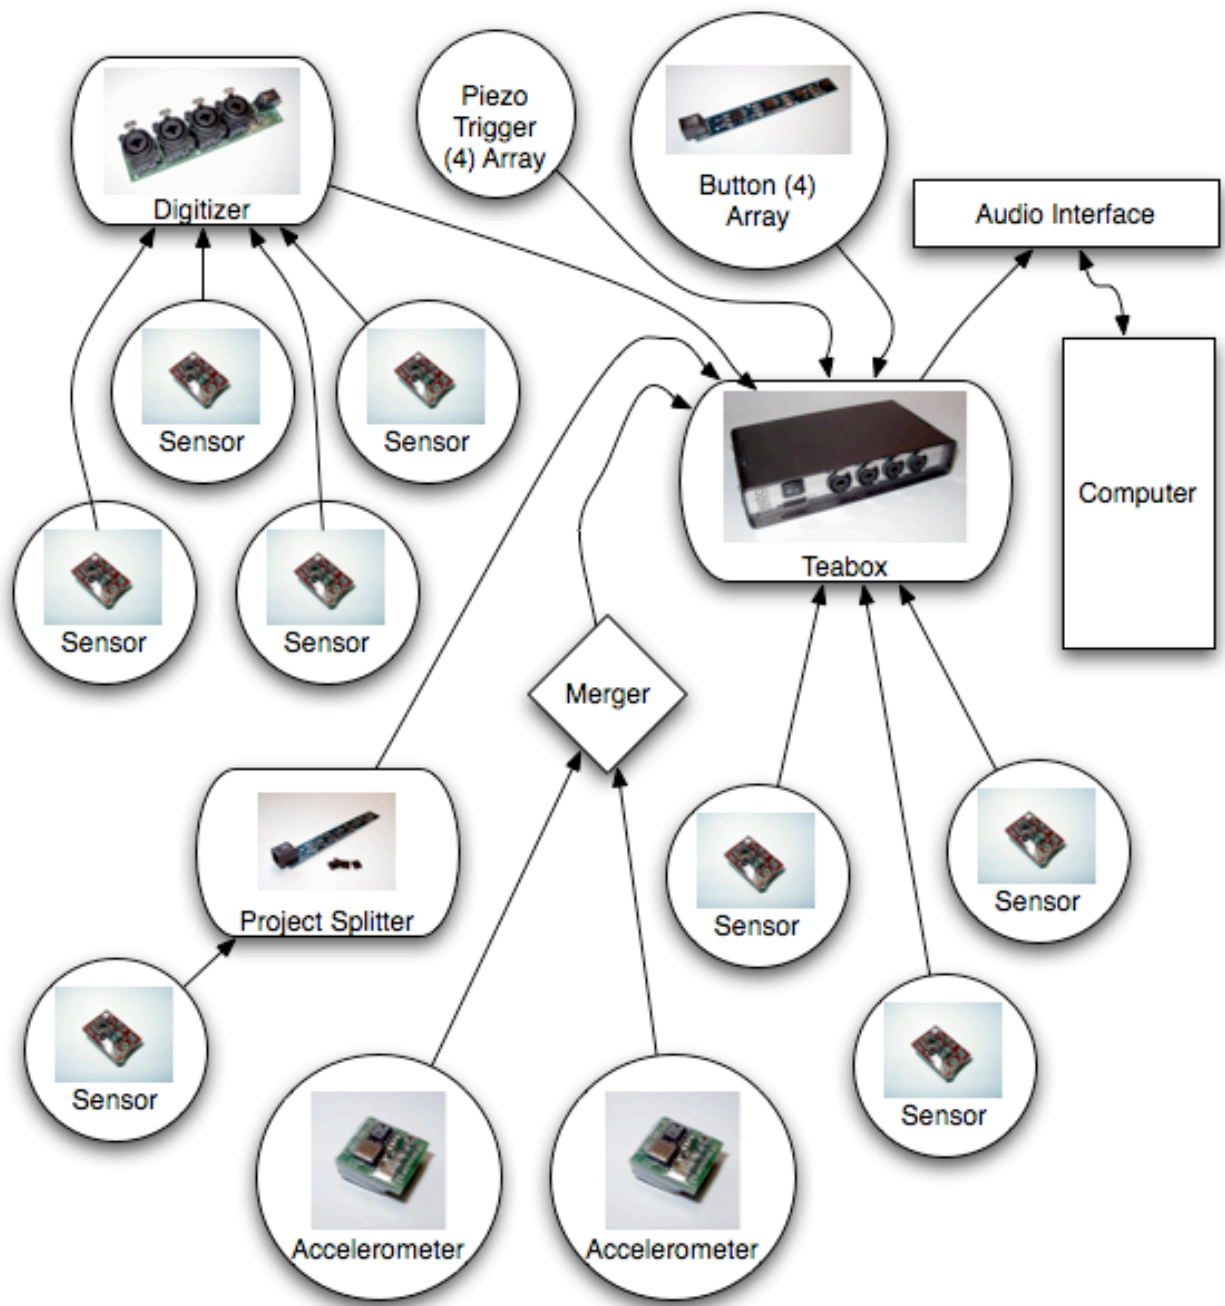 Piezo
Trigger
(4) Array
Button (4)
Array
Digitizer
Audio Interface
Sensor
Sensor
Computer
Teabox
Sensor
Sensor
Merger
Project Splitter
Sensor
Sensor
Sensor
Sensor
Accelerometer
Accelerometer